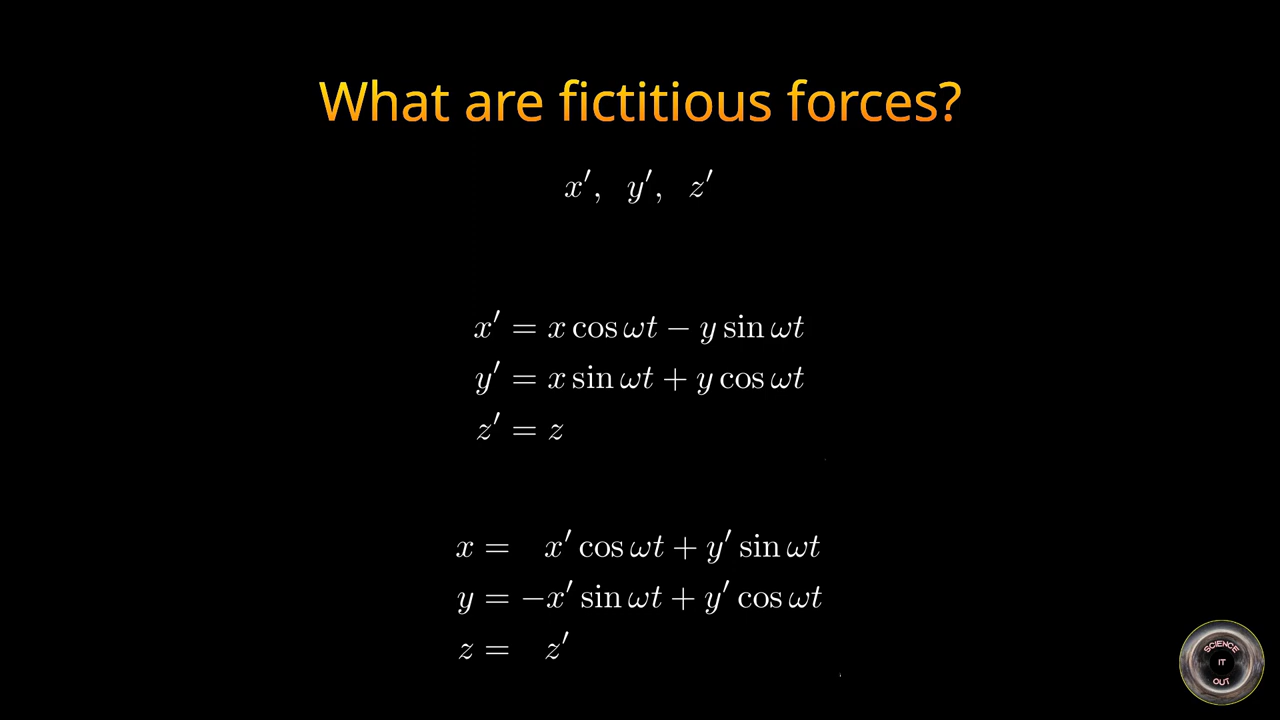 What are fictitious forces?
x′, y′, z′
x′ = x cos ωt − y sin ωt
y′ = x sin ωt + y cos ωt
z′ = z
x = x′ cos ωt + y′ sin ωt
y = −x′ sin ωt + y′ cos ωt
z = z′
SCIENCE
IT
OUT